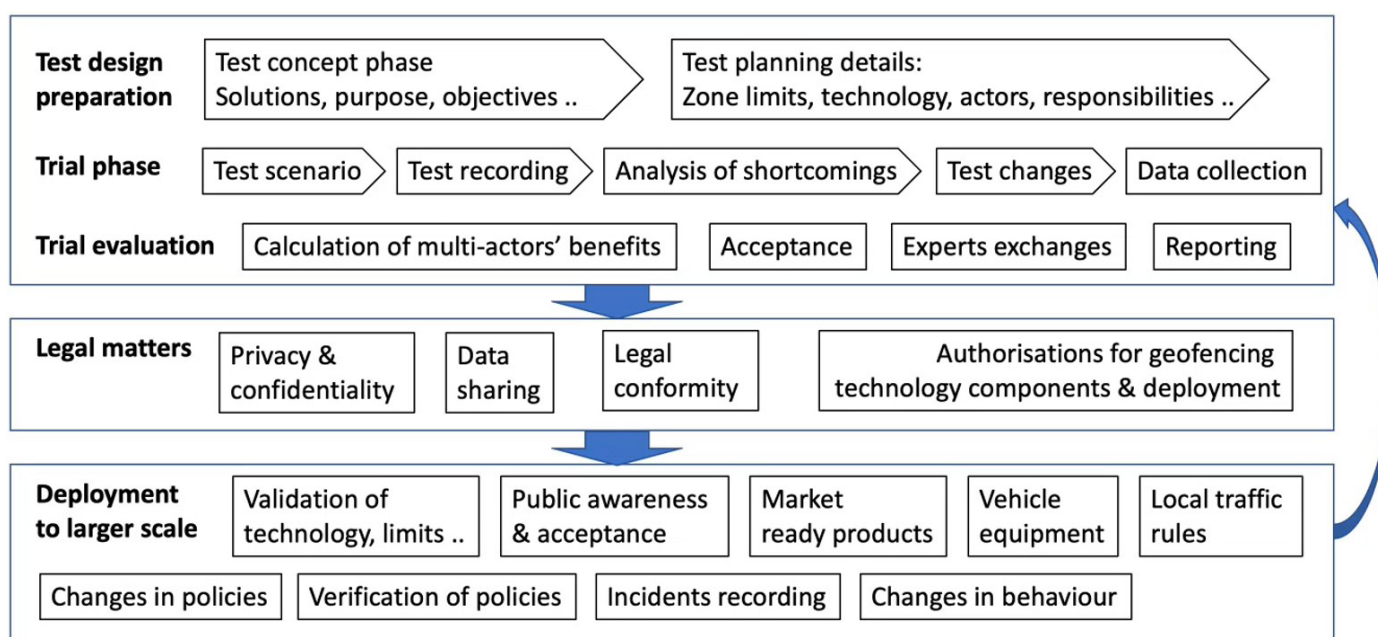 Test design
preparation
Test concept phase
Solutions, purpose, objectives ..
Test planning details:
Zone limits, technology, actors, responsibilities ..
Trial phase
Test scenario
Test recording
Analysis of shortcomings
Test changes
Data collection
Trial evaluation
Calculation of multi-actors’ benefits
Acceptance
Experts exchanges
Reporting
Legal matters
Privacy &
confidentiality
Data
sharing
Legal
conformity
Authorisations for geofencing
technology components & deployment
Deployment
to larger scale
Validation of
technology, limits ..
Public awareness
& acceptance
Market
ready products
Vehicle
equipment
Local traffic
rules
Changes in policies
Verification of policies
Incidents recording
Changes in behaviour